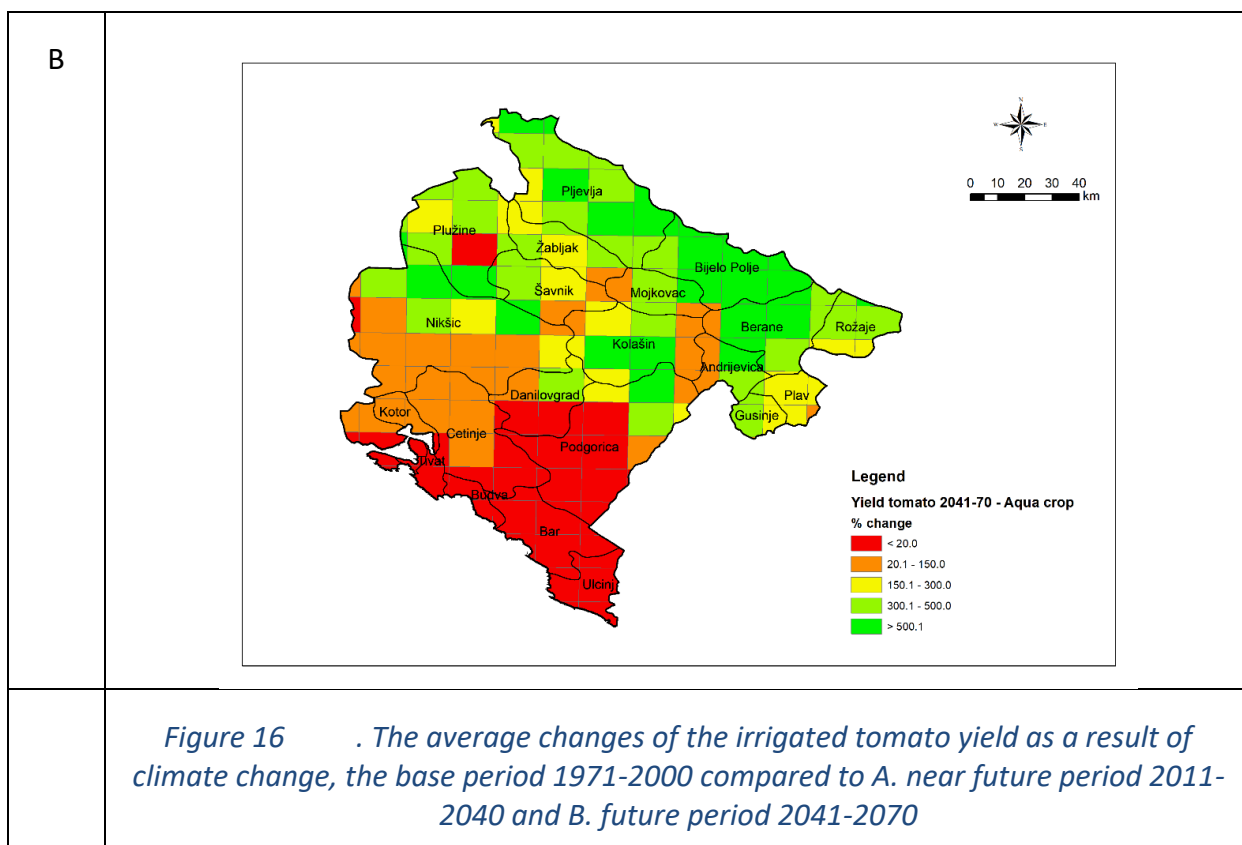 B
N
W E
S
0 10 20 30 40
km
Pljevlja
Plužine
Žabljak
Bijelo Polje
Šavnik
Mojkovac
Nikšic
Berane
Rožaje
Kolašin
Andrijevica
Danilovgrad
Plav
Kotor
Gusinje
Cetinje
Podgorica
Tivat
Budva
Bar
Ulcinj
Legend
Yield tomato 2041-70 - Aqua crop
% change
< 20.0
20.1 - 150.0
150.1 - 300.0
300.1 - 500.0
> 500.1
Figure 16 . The average changes of the irrigated tomato yield as a result of
climate change, the base period 1971-2000 compared to A. near future period 2011-
2040 and B. future period 2041-2070